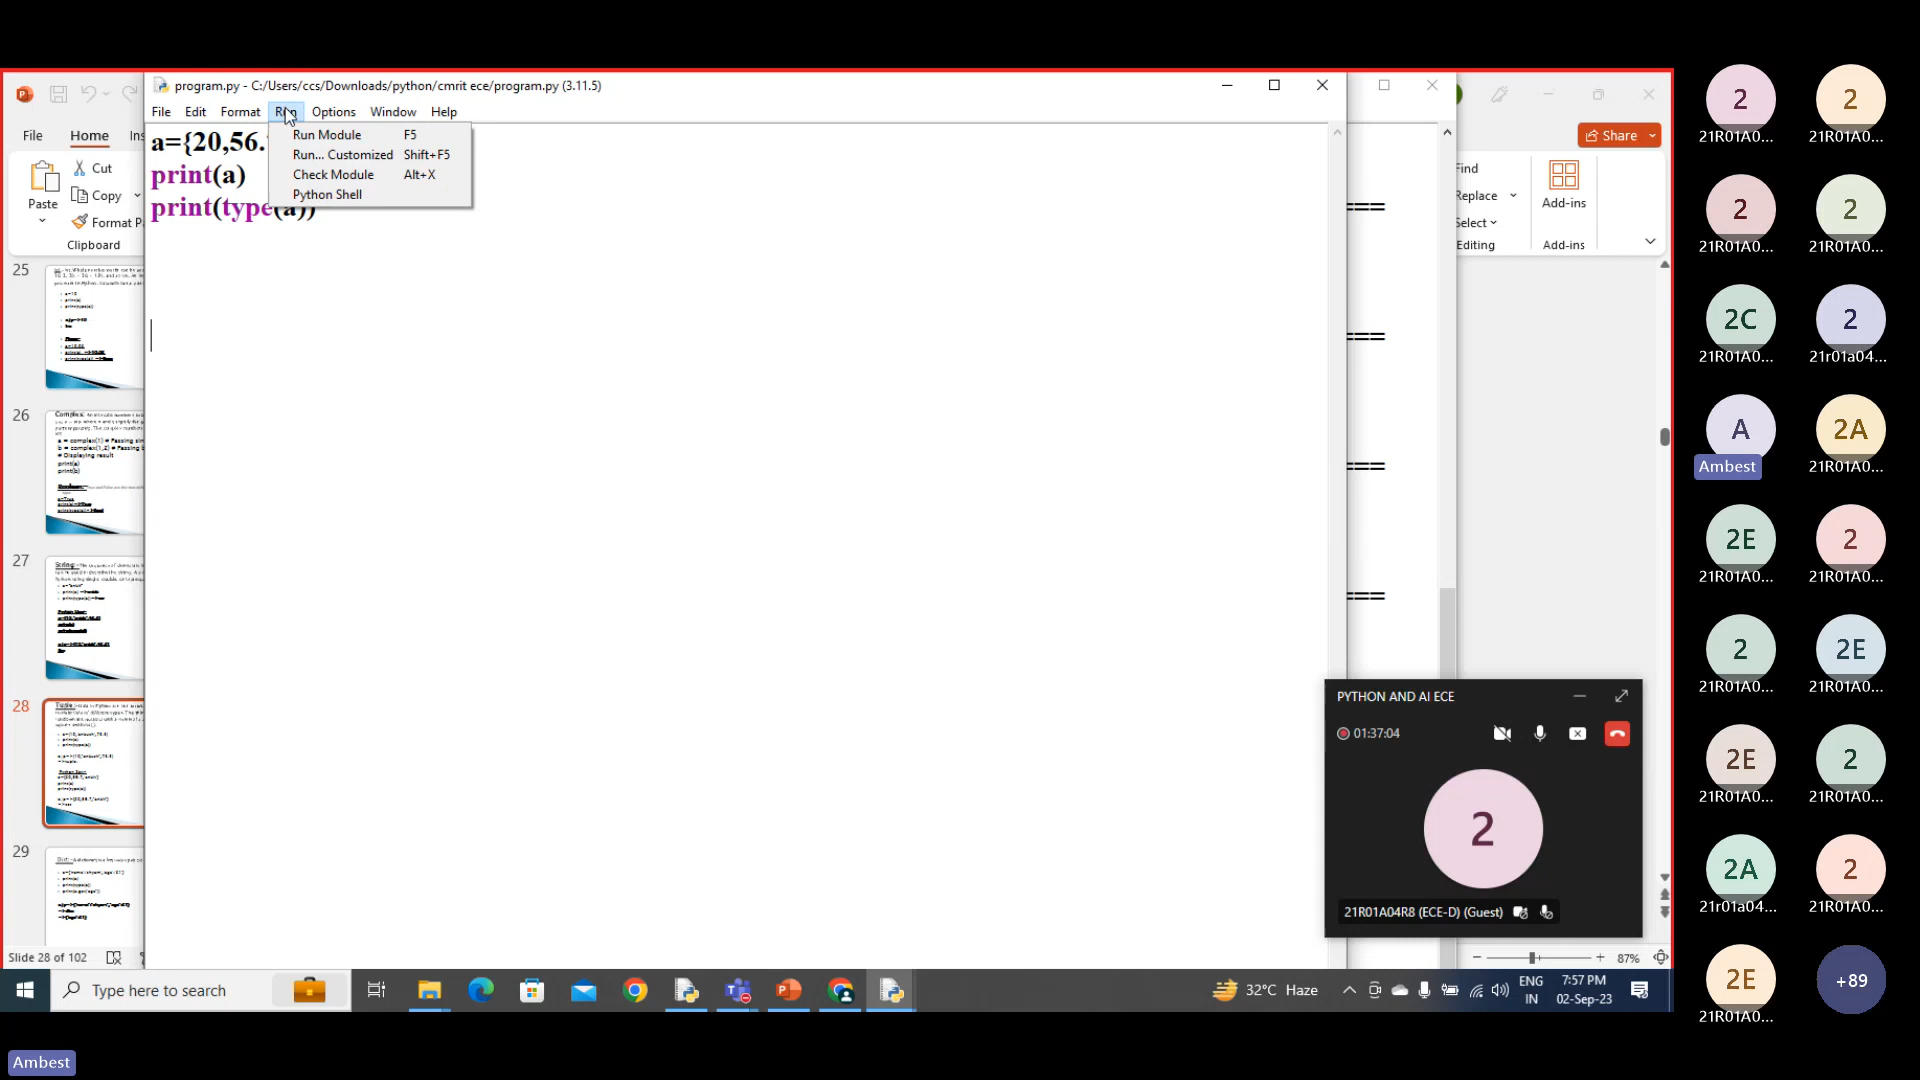 program.py - C:/Users/ccs/Downloads/python/cmrit ece/program.py (3.11.5)
File Edit Format Run Options Window Help
a={20,56.
print(a)
print(type(a))
Run Module F5
Run... Customized Shift+F5
Check Module Alt+X
Python Shell
File Home Ins
Cut
Copy
Format P
Paste
Clipboard
Share
Find
Replace
Select
Editing
Add-ins
Add-ins
===
===
===
===
25
26
27
28
29
Slide 28 of 102
87%
PYTHON AND AI ECE
01:37:04
2
21R01A04R8 (ECE-D) (Guest)
Type here to search
32°C Haze
ENG
IN
7:57 PM
02-Sep-23
2 2
21R01A0... 21R01A0...
2 2
21R01A0... 21R01A0...
2C 2
21R01A0... 21r01a04...
A 2A
Ambest 21R01A0...
2E 2
21R01A0... 21R01A0...
2 2E
21R01A0... 21R01A0...
2E 2
21R01A0... 21R01A0...
2A 2
21r01a04... 21R01A0...
2E +89
21R01A0...
Ambest